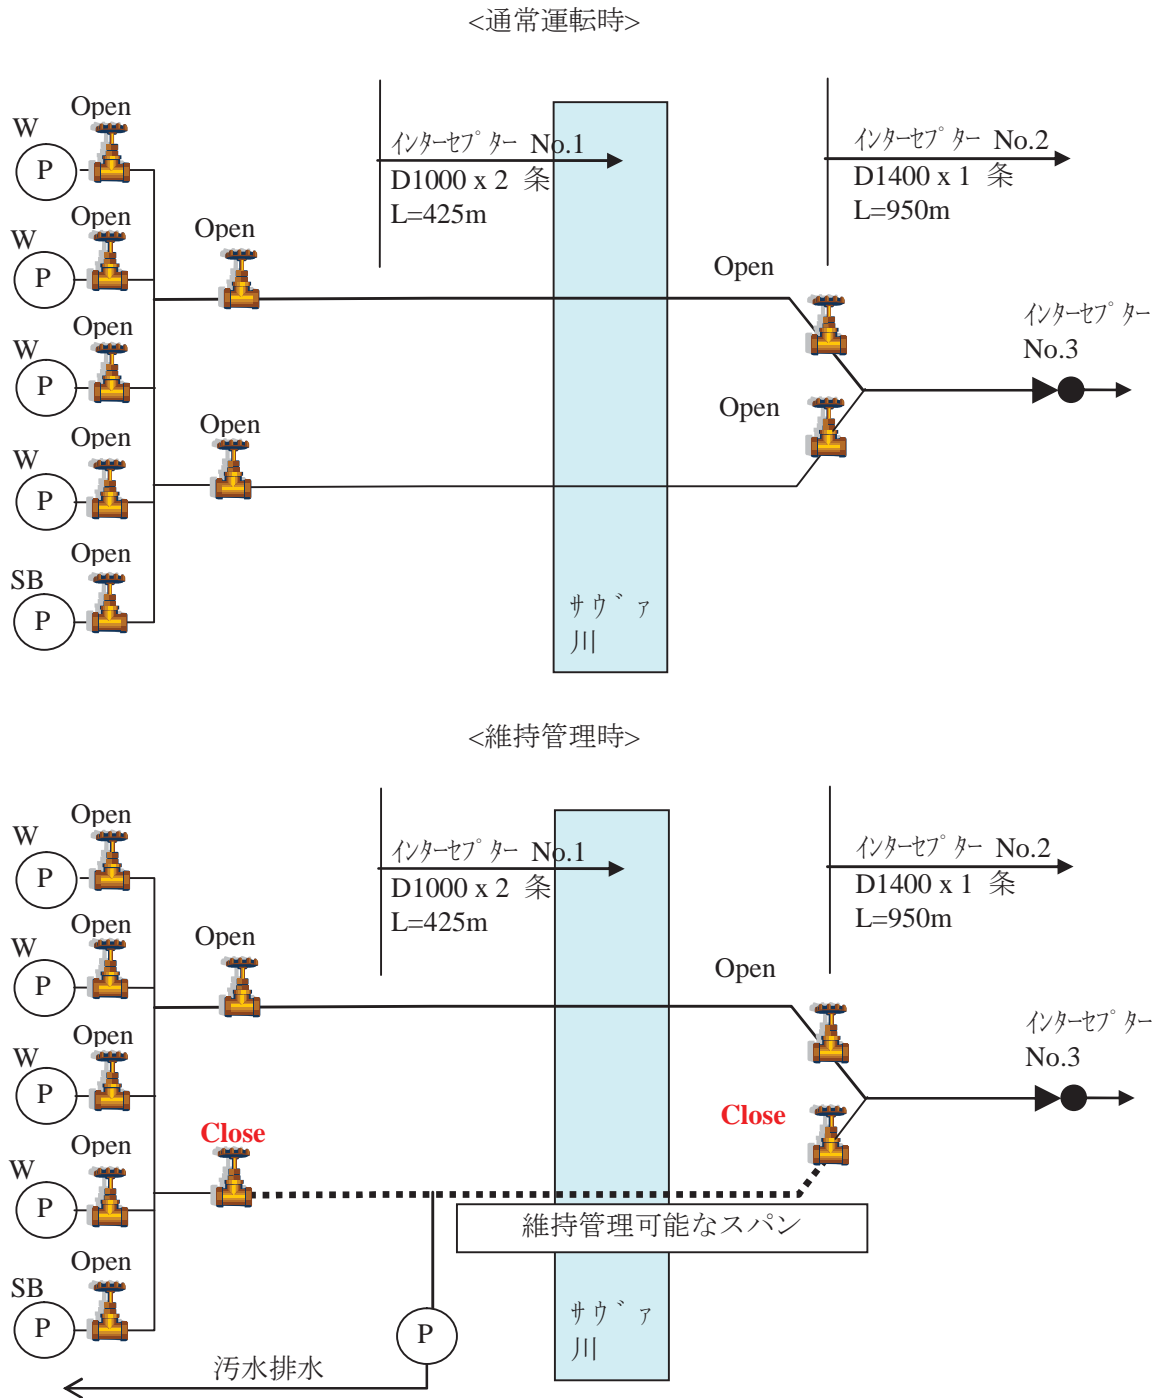 <通常運転時>
Open
W
P
インターセプター No.1
D1000 x 2 条
L=425m
インターセプター No.2
D1400 x 1 条
L=950m
Open
W
P
Open
Open
インターセプター
No.3
Open
W
P
Open
Open
Open
W
P
Open
SB
P
サヴァ
川
<維持管理時>
Open
W
P
インターセプター No.1
D1000 x 2 条
L=425m
インターセプター No.2
D1400 x 1 条
L=950m
Open
W
P
Open
Open
インターセプター
No.3
Open
W
P
Close
Close
Open
W
P
維持管理可能なスパン
Open
SB
P
サヴァ
川
P
汚水排水